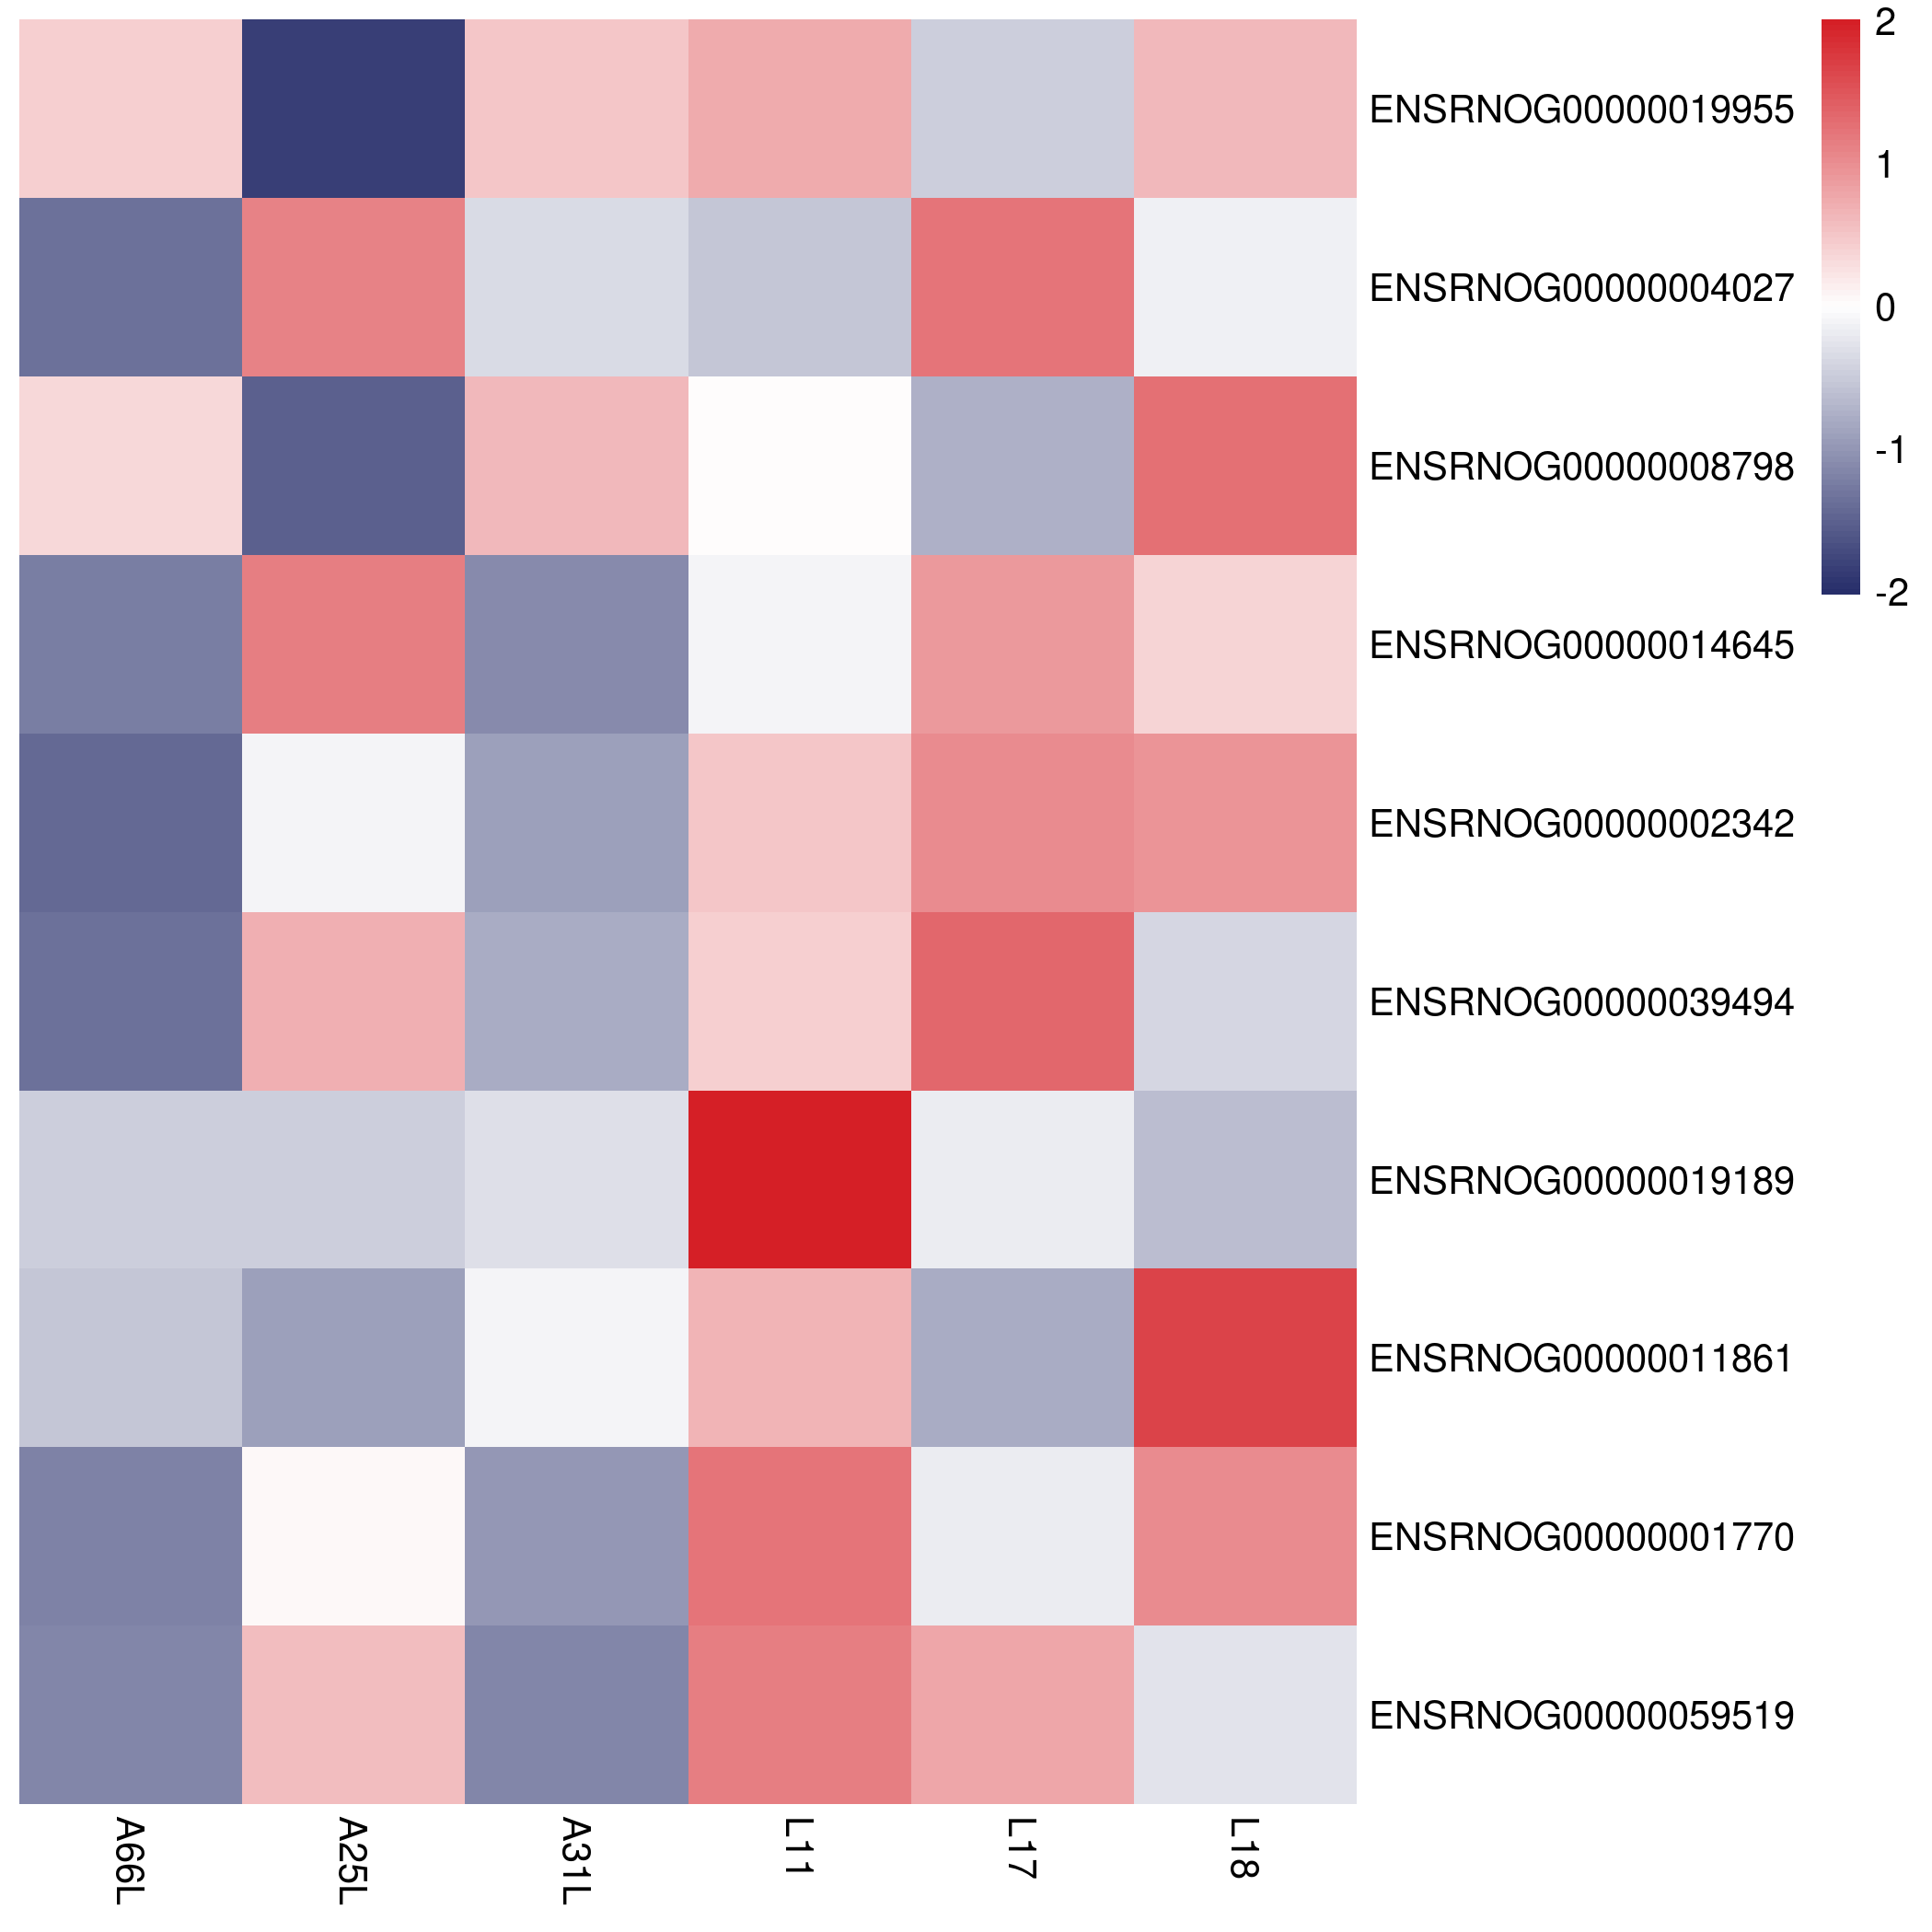 ENSRNOG00000019955
ENSRNOG00000004027
ENSRNOG00000008798
ENSRNOG00000014645
ENSRNOG00000002342
ENSRNOG00000039494
ENSRNOG00000019189
ENSRNOG00000011861
ENSRNOG00000001770
ENSRNOG00000059519
2
1
0
-1
-2
A66L
A25L
A31L
L11
L17
L18